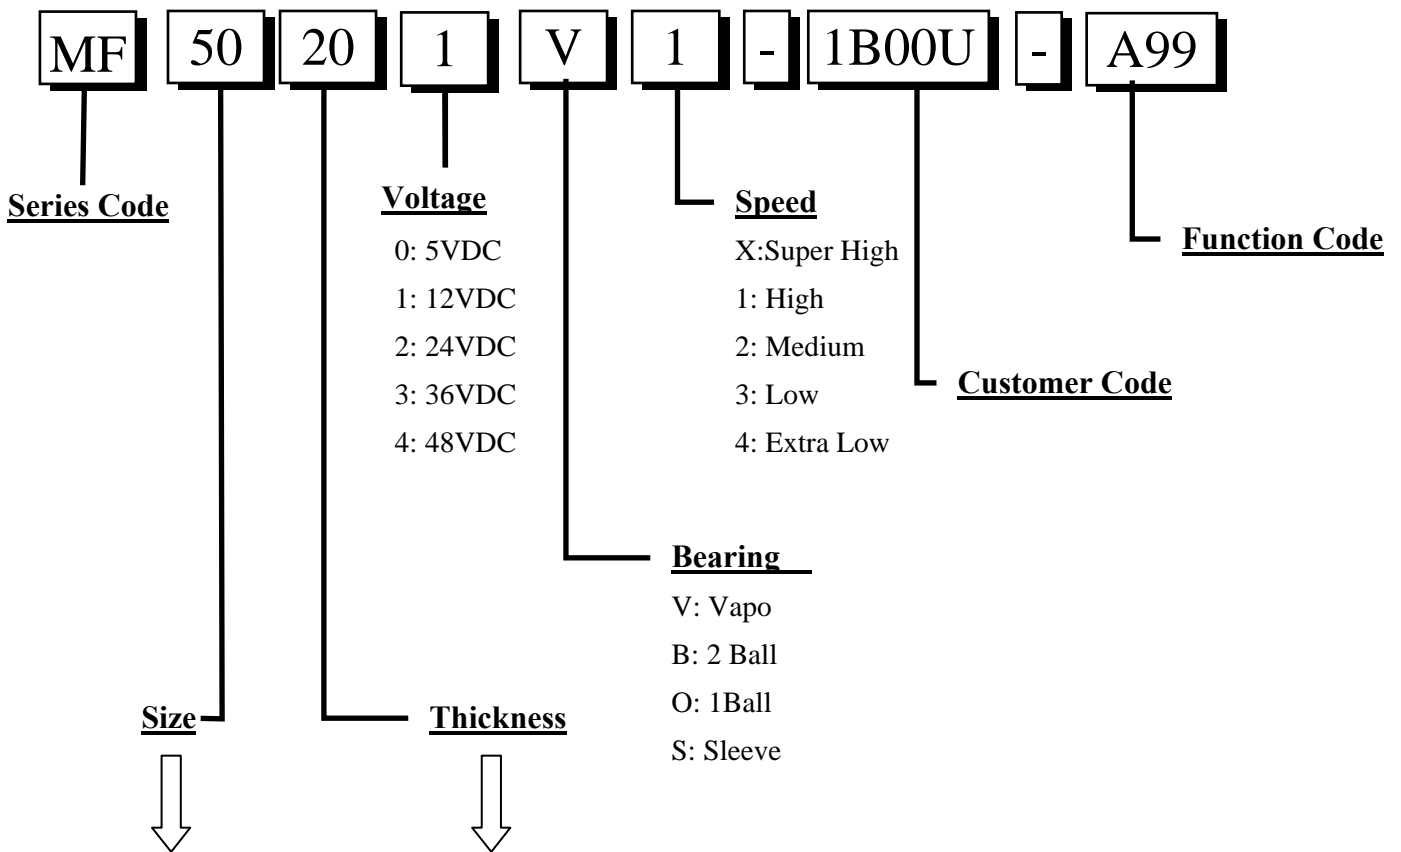 MF 50 20 1 V 1 - 1B00U - A99
Series Code
Voltage
0: 5VDC
1: 12VDC
2: 24VDC
3: 36VDC
4: 48VDC
Speed
X:Super High
1: High
2: Medium
3: Low
4: Extra Low
Function Code
Customer Code
Bearing
V: Vapo
B: 2 Ball
O: 1Ball
S: Sleeve
Size
Thickness